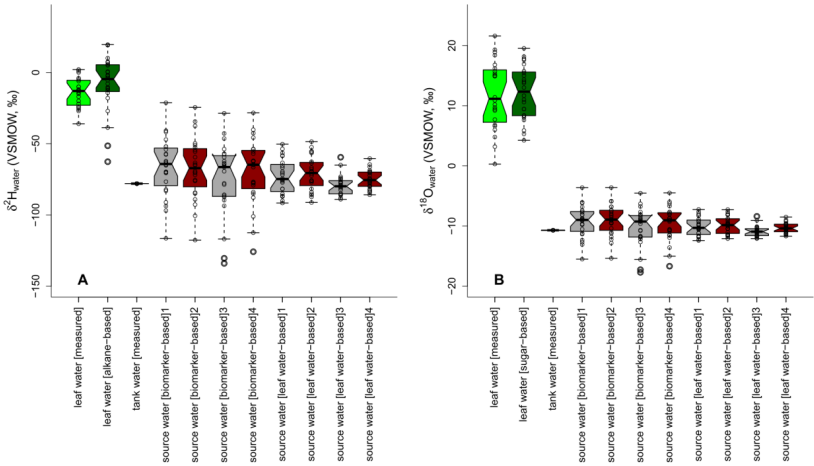 δ²Hwater (VSMOW, ‰)
0
−50
−100
−150
A
leaf water [measured]
leaf water [alkane−based]
tank water [measured]
source water [biomarker−based]1
source water [biomarker−based]2
source water [biomarker−based]3
source water [biomarker−based]4
source water [leaf water−based]1
source water [leaf water−based]2
source water [leaf water−based]3
source water [leaf water−based]4
δ¹⁸Owater (VSMOW, ‰)
20
10
0
−10
−20
B
leaf water [measured]
leaf water [sugar−based]
tank water [measured]
source water [biomarker−based]1
source water [biomarker−based]2
source water [biomarker−based]3
source water [biomarker−based]4
source water [leaf water−based]1
source water [leaf water−based]2
source water [leaf water−based]3
source water [leaf water−based]4